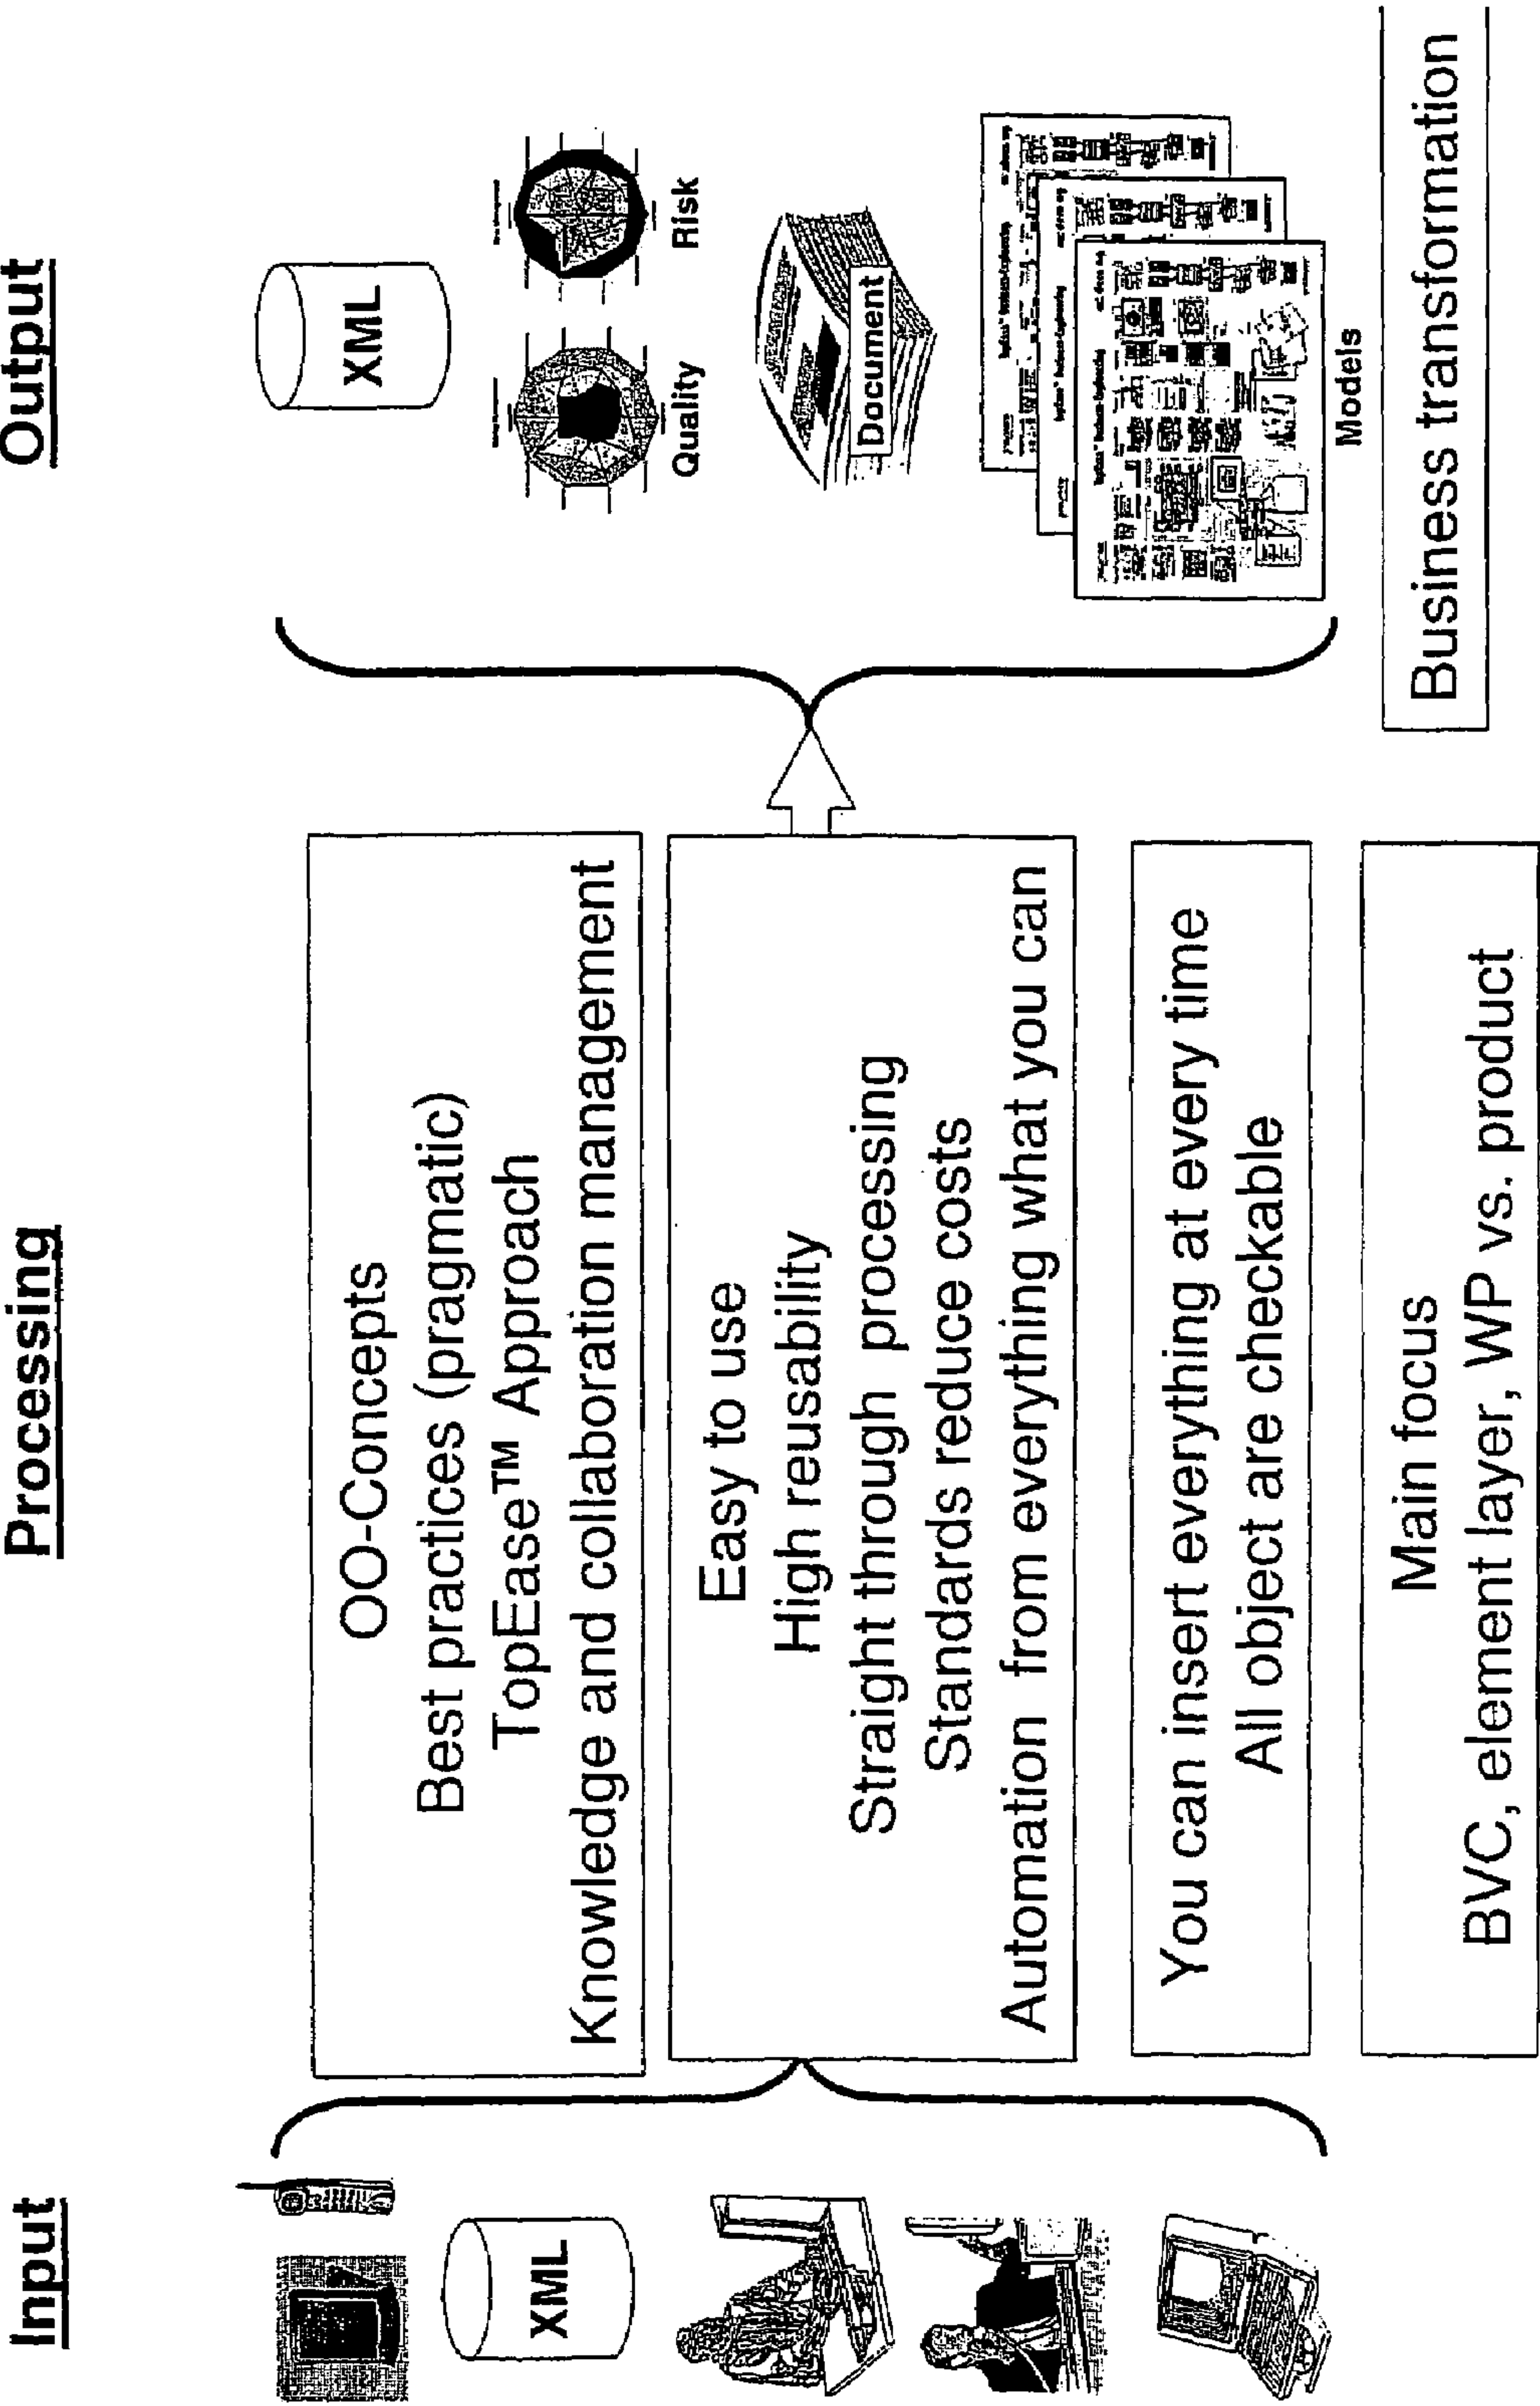 Input
Processing
Output
XML
OO-Concepts
Best practices (pragmatic)
TopEase™ Approach
Knowledge and collaboration management
Easy to use
High reusability
Straight through processing
Standards reduce costs
Automation from everything what you can
You can insert everything at every time
All object are checkable
Main focus
BVC, element layer, WP vs. product
XML
Quality
Risk
Document
Models
Business transformation